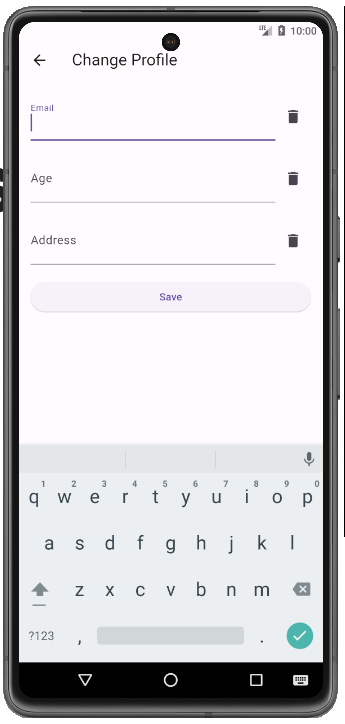 LTE 10:00
Change Profile
Email
Age
Address
Save
1 2 3 4 5 6 7 8 9 0
q w e r t y u i o p
a s d f g h j k l
z x c v b n m
?123 , .